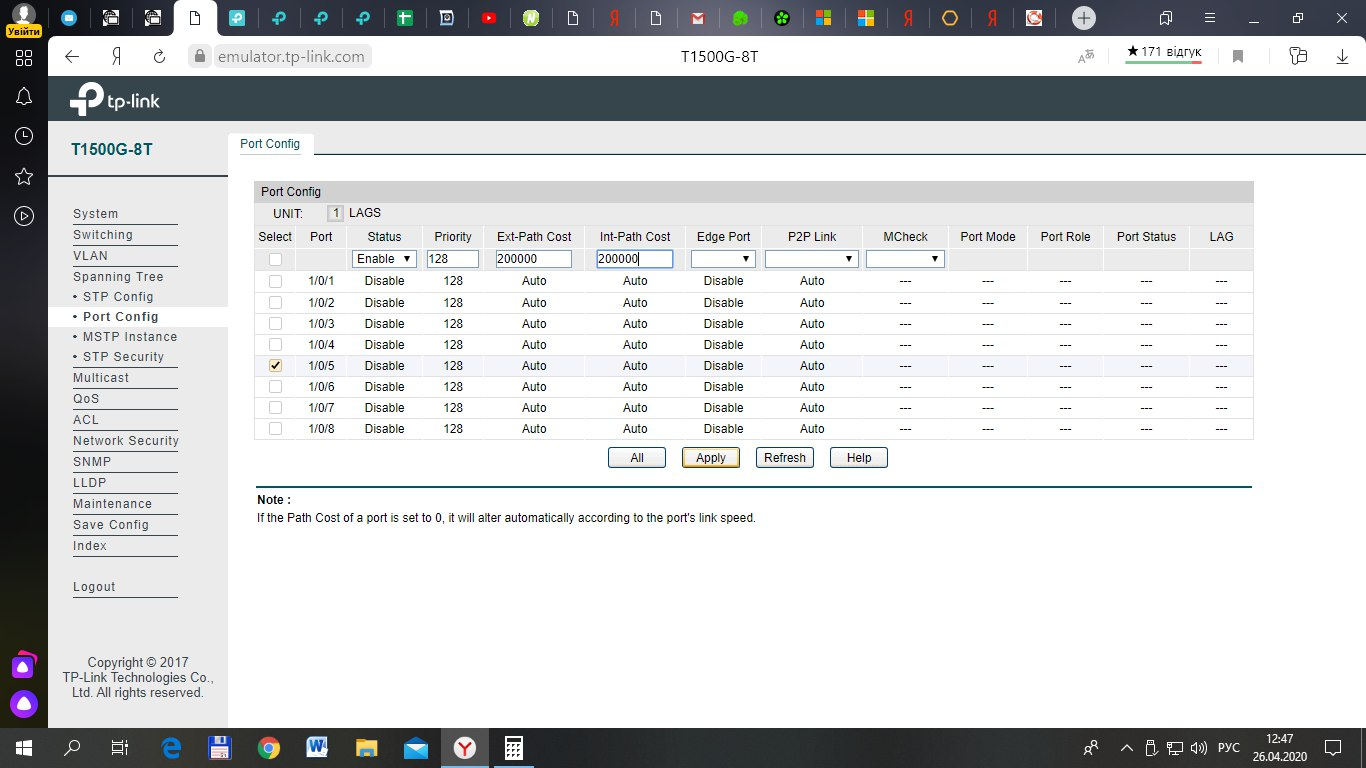 Увійти
emulator.tp-link.com
T1500G-8T
★ 171 відгук
tp-link
T1500G-8T
System
Switching
VLAN
Spanning Tree
• STP Config
• Port Config
• MSTP Instance
• STP Security
Multicast
QoS
ACL
Network Security
SNMP
LLDP
Maintenance
Save Config
Index
Logout
Copyright © 2017
TP-Link Technologies Co.,
Ltd. All rights reserved.
Port Config
Port Config
UNIT: 1 LAGS
Select Port Status Priority Ext-Path Cost Int-Path Cost Edge Port P2P Link MCheck Port Mode Port Role Port Status LAG
Enable 128 200000 200000
1/0/1 Disable 128 Auto Auto Disable Auto --- --- --- --- ---
1/0/2 Disable 128 Auto Auto Disable Auto --- --- --- --- ---
1/0/3 Disable 128 Auto Auto Disable Auto --- --- --- --- ---
1/0/4 Disable 128 Auto Auto Disable Auto --- --- --- --- ---
1/0/5 Disable 128 Auto Auto Disable Auto --- --- --- --- ---
1/0/6 Disable 128 Auto Auto Disable Auto --- --- --- --- ---
1/0/7 Disable 128 Auto Auto Disable Auto --- --- --- --- ---
1/0/8 Disable 128 Auto Auto Disable Auto --- --- --- --- ---
All Apply Refresh Help
Note :
If the Path Cost of a port is set to 0, it will alter automatically according to the port's link speed.
РУС
12:47
26.04.2020